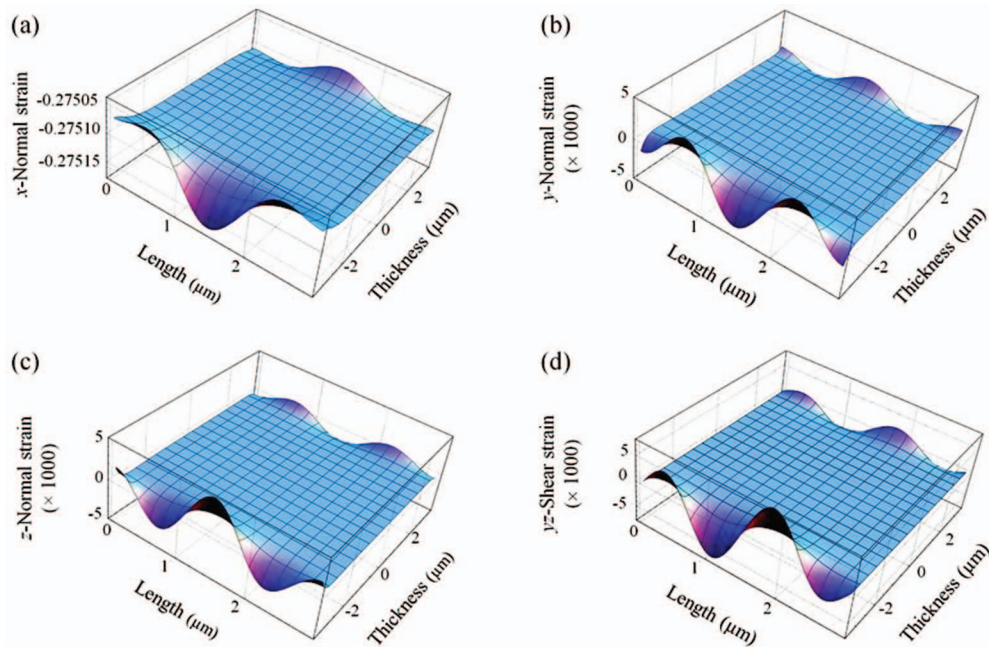 (a)
x-Normal strain
-0.27505
-0.27510
-0.27515
0
1
2
Length (µm)
-2
0
2
Thickness (µm)
(b)
y-Normal strain
(× 1000)
5
0
-5
0
1
2
Length (µm)
-2
0
2
Thickness (µm)
(c)
z-Normal strain
(× 1000)
5
0
-5
0
1
2
Length (µm)
-2
0
2
Thickness (µm)
(d)
yz-Shear strain
(× 1000)
5
0
-5
0
1
2
Length (µm)
-2
0
2
Thickness (µm)